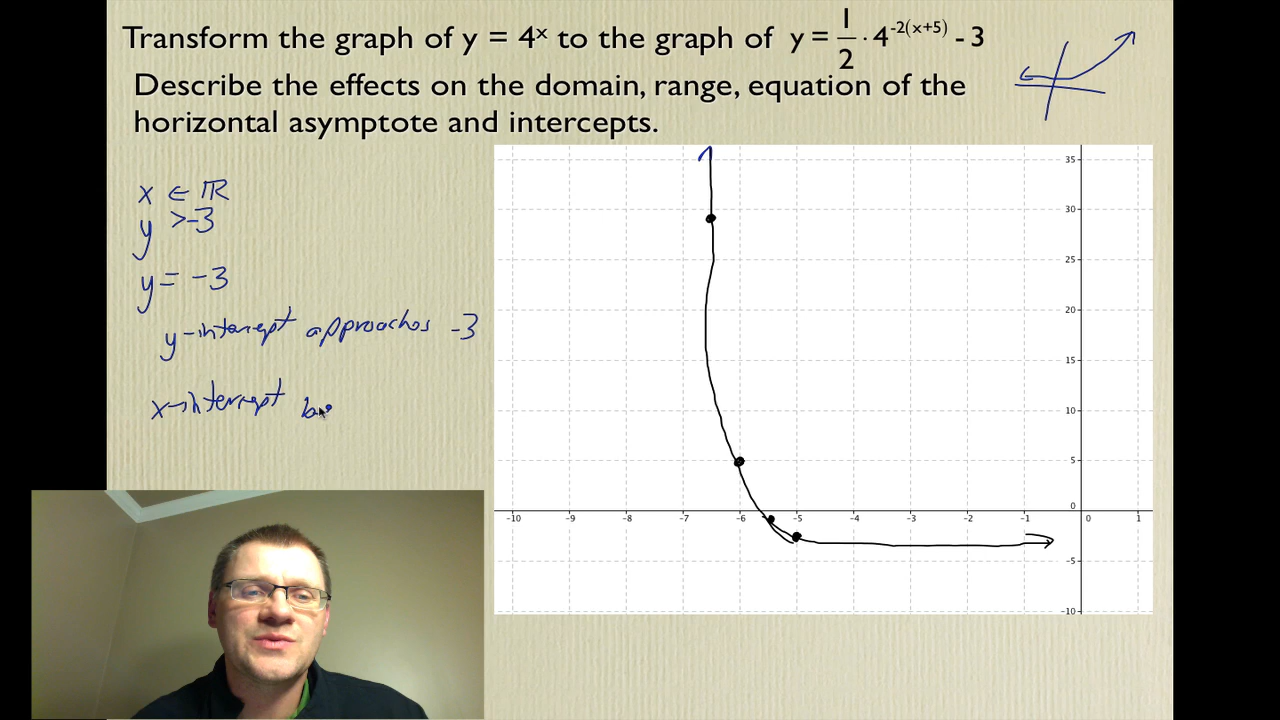 Transform the graph of y = 4ˣ to the graph of y = 1/2 · 4^-2(x+5) - 3
Describe the effects on the domain, range, equation of the
horizontal asymptote and intercepts.
x ∈ ℝ
y > -3
y = -3
y-intercept approaches -3
x-intercept
35
30
25
20
15
10
5
0
-10 -9 -8 -7 -6 -5 -4 -3 -2 -1 0 1
-5
-10